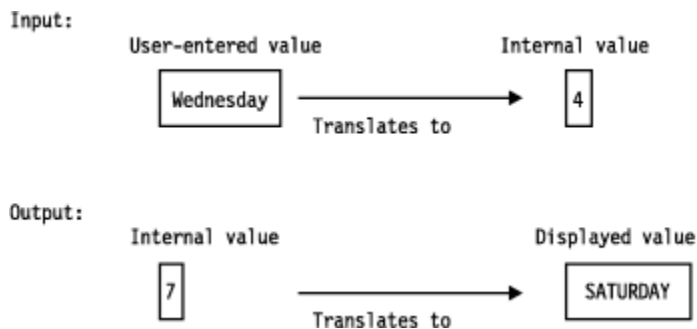 Input:
User-entered value Internal value
Wednesday 4
Translates to
Output:
Internal value Displayed value
7 SATURDAY
Translates to